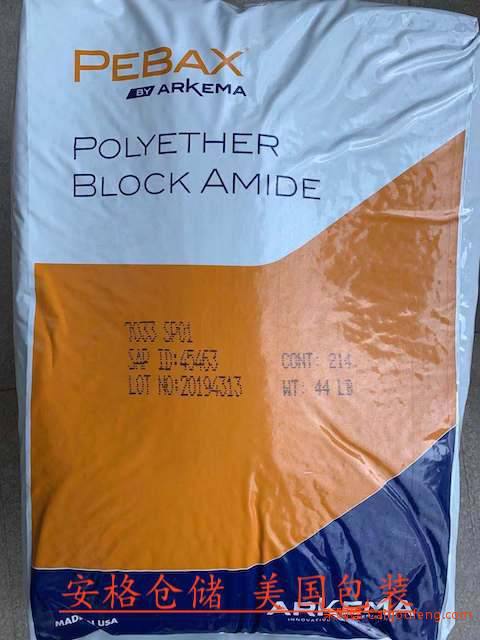 PEBAX®
BY ARKEMA
POLYETHER
BLOCK AMIDE
7033 SP01
SAP ID:45463
CONT: 214
LOT NO:20194313
WT: 44 LB
安格仓储 美国包装
ARKEMA
MADE IN USA